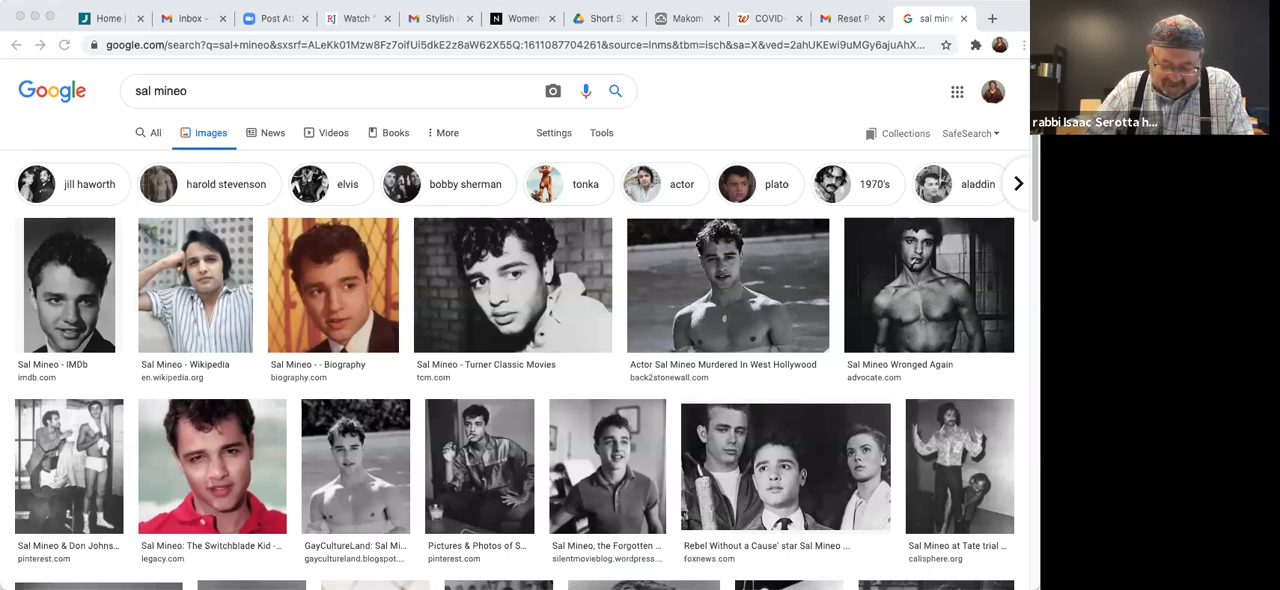 Home |
Inbox -
Post Att
Watch "
Stylish
Women
Short S
Makom
COVID-
Reset P
sal mine
google.com/search?q=sal+mineo&sxsrf=ALeKk01Mzw8Fz7oifUi5dkE2z8aW62X55Q:1611087704261&source=lnms&tbm=isch&sa=X&ved=2ahUKEwi9uMGy6ajuAhX...
Google
sal mineo
All
Images
News
Videos
Books
More
Settings
Tools
Collections
SafeSearch
jill haworth
harold stevenson
elvis
bobby sherman
tonka
actor
plato
1970's
aladdin
Sal Mineo - IMDb
imdb.com
Sal Mineo - Wikipedia
en.wikipedia.org
Sal Mineo - - Biography
biography.com
Sal Mineo - Turner Classic Movies
tcm.com
Actor Sal Mineo Murdered In West Hollywood
back2stonewall.com
Sal Mineo Wronged Again
advocate.com
Sal Mineo & Don Johns...
pinterest.com
Sal Mineo: The Switchblade Kid -...
legacy.com
GayCultureLand: Sal Mi...
gaycultureland.blogspot....
Pictures & Photos of S...
pinterest.com
Sal Mineo, the Forgotten ...
silentmovieblog.wordpress....
Rebel Without a Cause' star Sal Mineo ...
foxnews.com
Sal Mineo at Tate trial ...
calisphere.org
rabbi Isaac Serotta h...